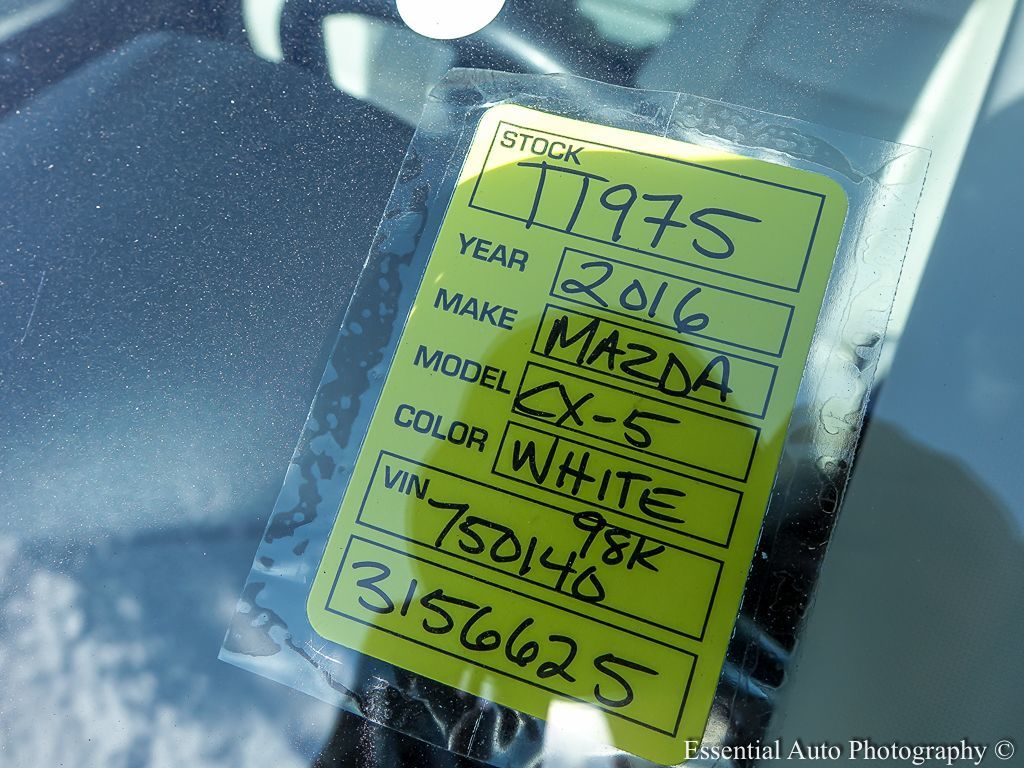 STOCK
TT975
YEAR 2016
MAKE MAZDA
MODEL CX-5
COLOR WHITE
98K
VIN 750140
3156625
Essential Auto Photography ©